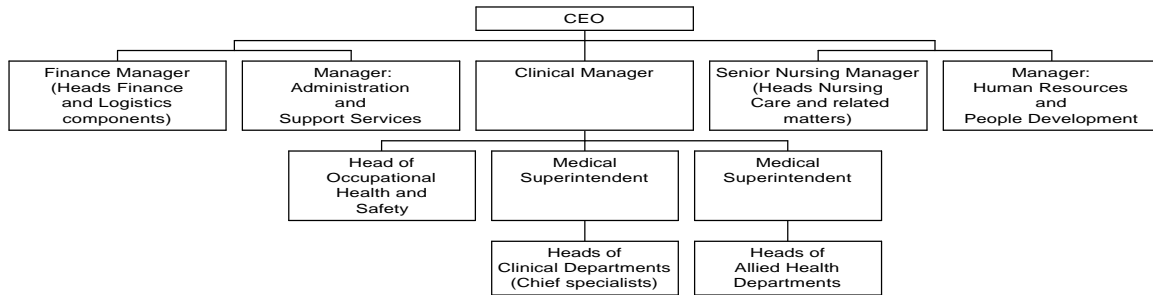 CEO
Finance Manager
(Heads Finance
and Logistics
components)
Manager:
Administration
and
Support Services
Clinical Manager
Senior Nursing Manager
(Heads Nursing
Care and related
matters)
Manager:
Human Resources
and
People Development
Head of
Occupational
Health and
Safety
Medical
Superintendent
Medical
Superintendent
Heads of
Clinical Departments
(Chief specialists)
Heads of
Allied Health
Departments